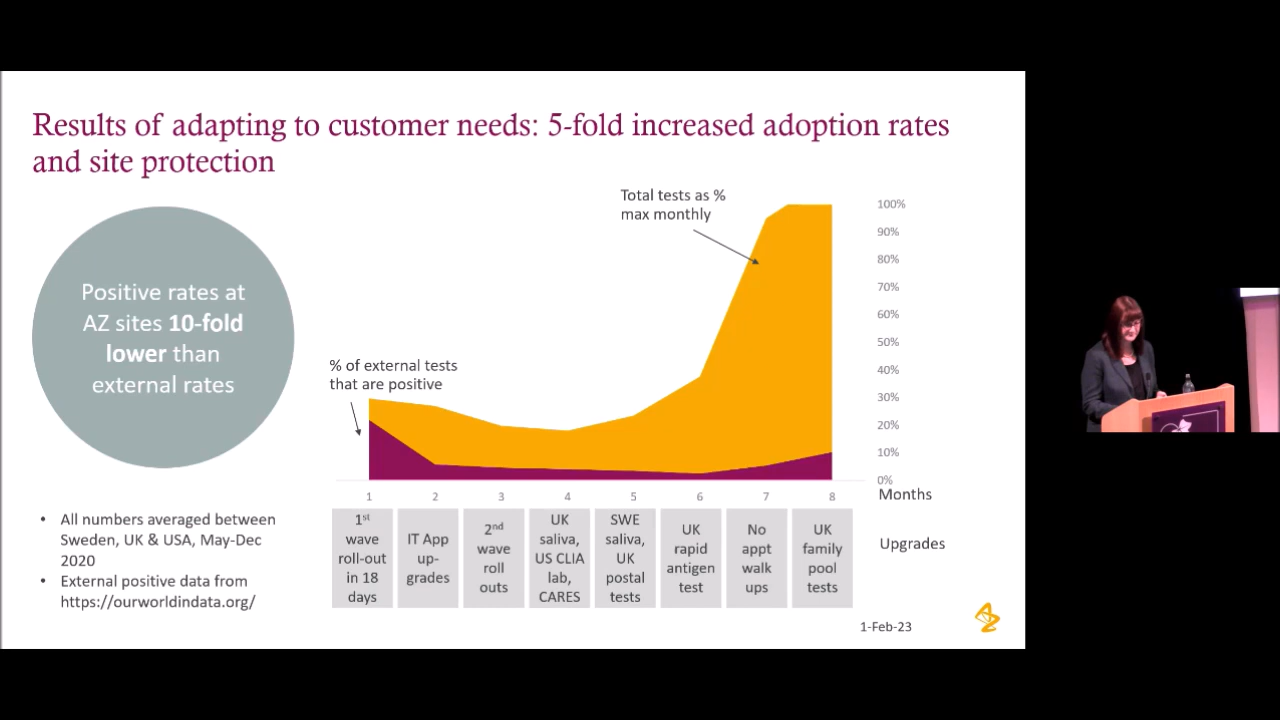 Results of adapting to customer needs: 5-fold increased adoption rates
and site protection
Positive rates at
AZ sites 10-fold
lower than
external rates
All numbers averaged between
Sweden, UK & USA, May-Dec
2020
External positive data from
https://ourworldindata.org/
Total tests as %
max monthly
% of external tests
that are positive
100%
90%
80%
70%
60%
50%
40%
30%
20%
10%
0%
1 2 3 4 5 6 7 8
Months
1st
wave
roll-out
in 18
days
IT App
up-
grades
2nd
wave
roll
outs
UK
saliva,
US CLIA
lab,
CARES
SWE
saliva,
UK
postal
tests
UK
rapid
antigen
test
No
appt
walk
ups
UK
family
pool
tests
Upgrades
1-Feb-23